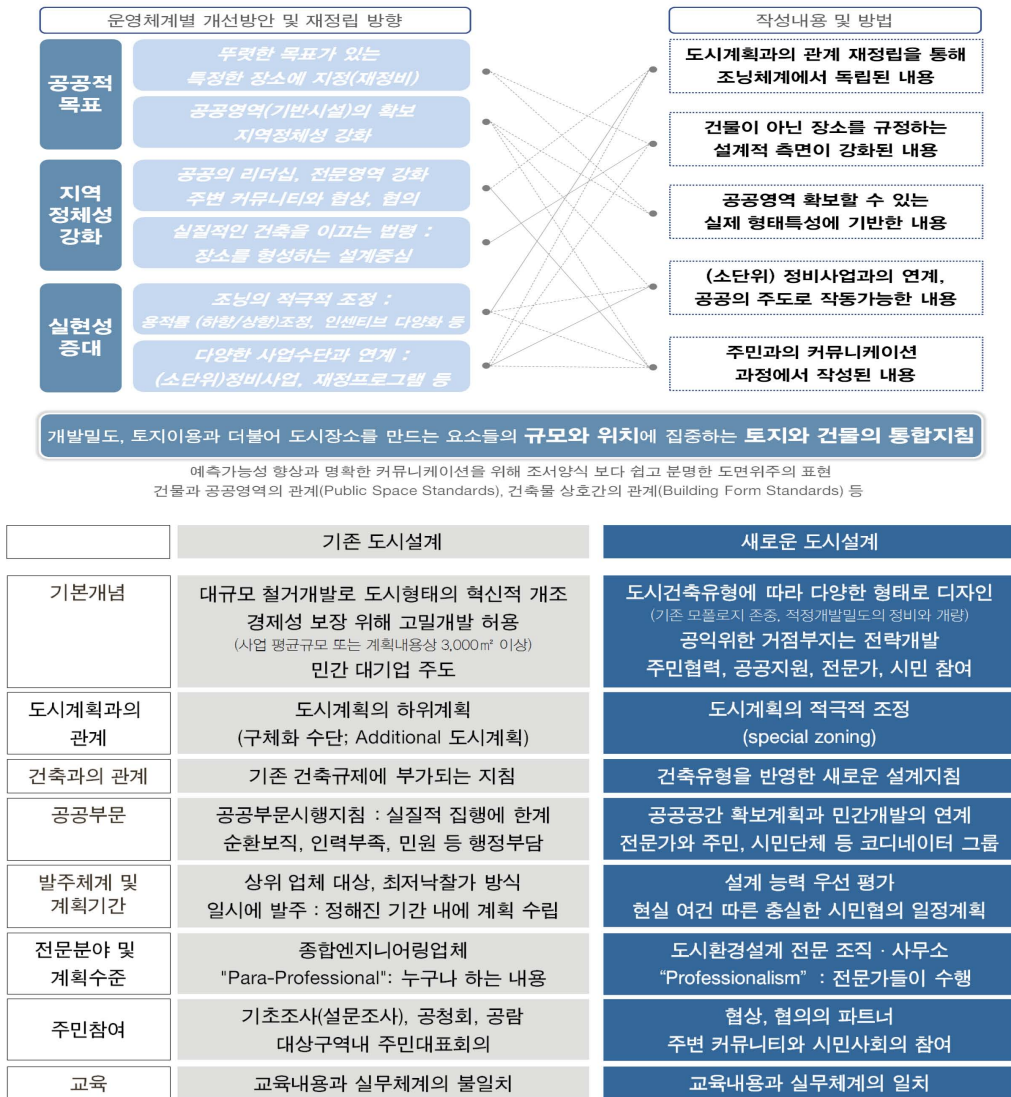 운영체계별 개선방안 및 재정립 방향
작성내용 및 방법
공공적
목표
뚜렷한 목표가 있는
특정한 장소에 지정(재정비)
공공영역(기반시설)의 확보
지역정체성 강화
지역
정체성
강화
공공의 리더십, 전문영역 강화
주변 커뮤니티와 협상, 협의
실질적인 건축을 이끄는 법령 :
장소를 형성하는 설계중심
실현성
증대
조닝의 적극적 조정 :
용적률 (하향/상향)조정, 인센티브 다양화 등
다양한 사업수단과 연계 :
(소단위)정비사업, 재정프로그램 등
도시계획과의 관계 재정립을 통해
조닝체계에서 독립된 내용
건물이 아닌 장소를 규정하는
설계적 측면이 강화된 내용
공공영역 확보할 수 있는
실제 형태특성에 기반한 내용
(소단위) 정비사업과의 연계,
공공의 주도로 작동가능한 내용
주민과의 커뮤니케이션
과정에서 작성된 내용
개발밀도, 토지이용과 더불어 도시장소를 만드는 요소들의 규모와 위치에 집중하는 토지와 건물의 통합지침
예측가능성 향상과 명확한 커뮤니케이션을 위해 조서양식 보다 쉽고 분명한 도면위주의 표현
건물과 공공영역의 관계(Public Space Standards), 건축물 상호간의 관계(Building Form Standards) 등
기존 도시설계
새로운 도시설계
기본개념
대규모 철거개발로 도시형태의 혁신적 개조
경제성 보장 위해 고밀개발 허용
(사업 평균규모 또는 계획내용상 3,000㎡ 이상)
민간 대기업 주도
도시건축유형에 따라 다양한 형태로 디자인
(기존 모폴로지 존중, 적정개발밀도의 정비와 개량)
공익위한 거점부지는 전략개발
주민협력, 공공지원, 전문가, 시민 참여
도시계획과의
관계
도시계획의 하위계획
(구체화 수단; Additional 도시계획)
도시계획의 적극적 조정
(special zoning)
건축과의 관계
기존 건축규제에 부가되는 지침
건축유형을 반영한 새로운 설계지침
공공부문
공공부문시행지침 : 실질적 집행에 한계
순환보직, 인력부족, 민원 등 행정부담
공공공간 확보계획과 민간개발의 연계
전문가와 주민, 시민단체 등 코디네이터 그룹
발주체계 및
계획기간
상위 업체 대상, 최저낙찰가 방식
일시에 발주 : 정해진 기간 내에 계획 수립
설계 능력 우선 평가
현실 여건 따른 충실한 시민협의 일정계획
전문분야 및
계획수준
종합엔지니어링업체
"Para-Professional": 누구나 하는 내용
도시환경설계 전문 조직 · 사무소
“Professionalism” : 전문가들이 수행
주민참여
기초조사(설문조사), 공청회, 공람
대상구역내 주민대표회의
협상, 협의의 파트너
주변 커뮤니티와 시민사회의 참여
교육
교육내용과 실무체계의 불일치
교육내용과 실무체계의 일치